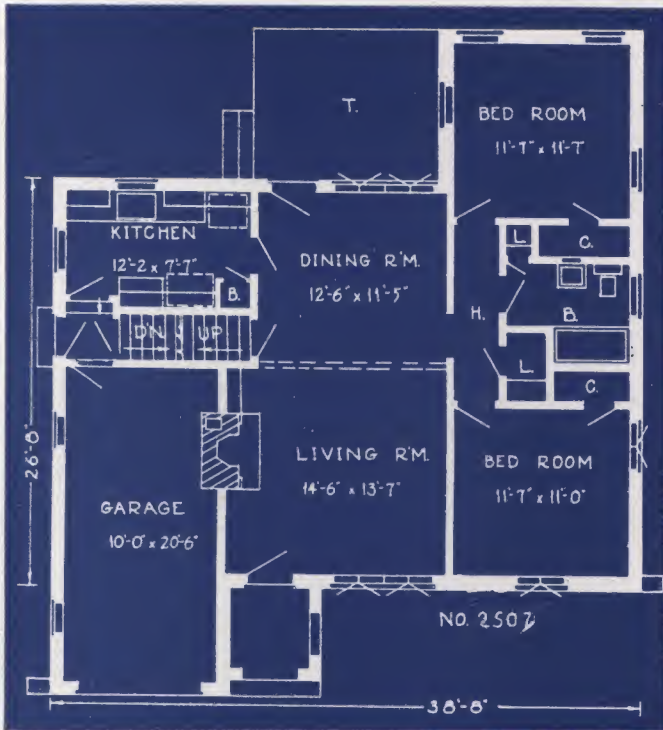 T.
BED ROOM
11'-7" x 11'-7"
KITCHEN
12'-2 x 7'-7"
B.
DINING R'M.
12'-6" x 11'-5"
L.
C.
H.
B.
DN.
UP
L.
C.
26'-8"
LIVING R'M.
14'-6" x 13'-7"
BED ROOM
11'-7" x 11'-0"
GARAGE
10'-0" x 20'-6"
NO. 2507
38'-8"